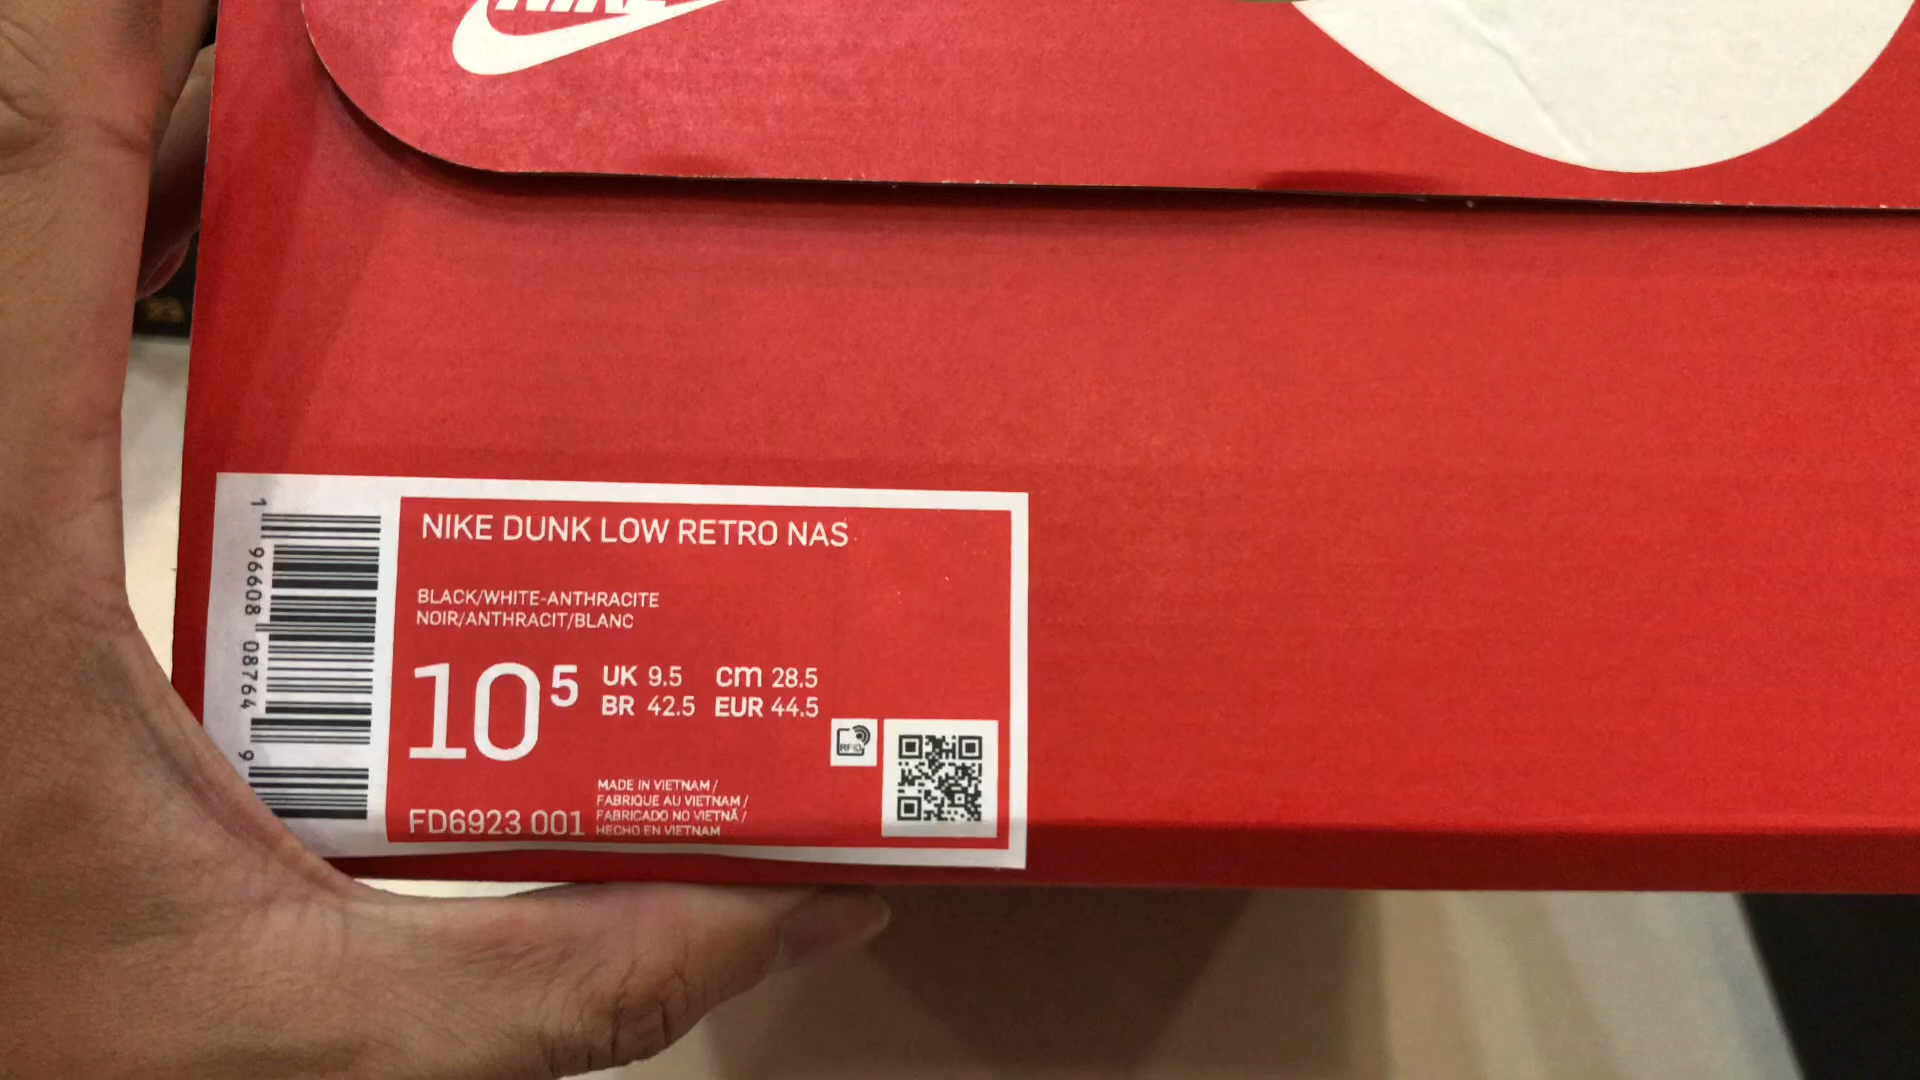 NIKE
NIKE DUNK LOW RETRO NAS
BLACK/WHITE-ANTHRACITE
NOIR/ANTHRACIT/BLANC
10 5
UK 9.5 cm 28.5
BR 42.5 EUR 44.5
RFID
MADE IN VIETNAM /
FABRIQUE AU VIETNAM /
FABRICADO NO VIETNÃ /
HECHO EN VIETNAM
FD6923 001
1 96608 08764 9